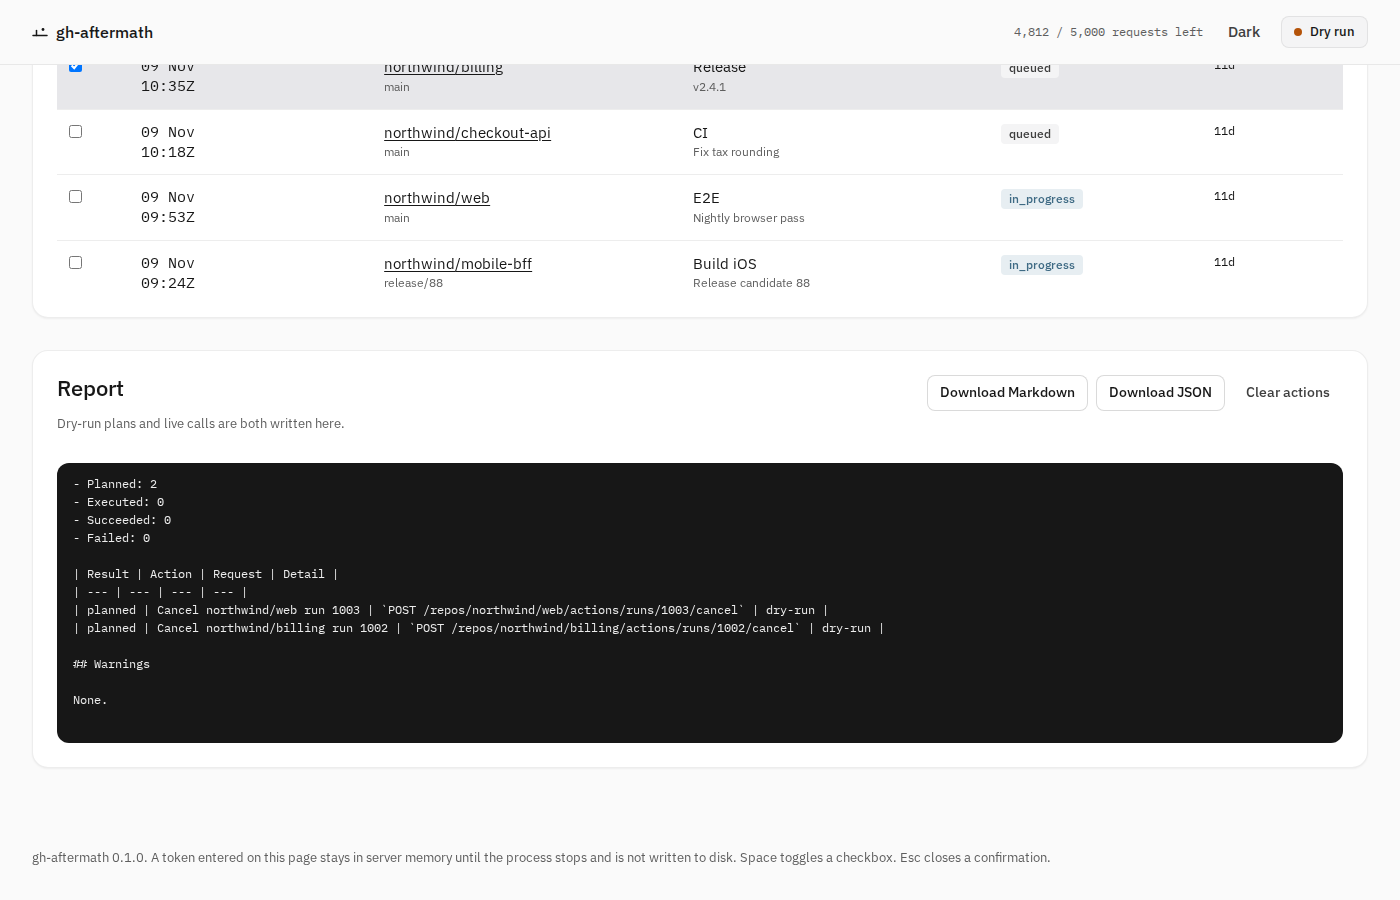 gh-aftermath
4,812 / 5,000 requests left
Dark
Dry run
09 Nov
10:35Z
northwind/billing
main
Release
v2.4.1
queued
11d
09 Nov
10:18Z
northwind/checkout-api
main
CI
Fix tax rounding
queued
11d
09 Nov
09:53Z
northwind/web
main
E2E
Nightly browser pass
in_progress
11d
09 Nov
09:24Z
northwind/mobile-bff
release/88
Build iOS
Release candidate 88
in_progress
11d
Report
Download Markdown
Download JSON
Clear actions
Dry-run plans and live calls are both written here.
- Planned: 2
- Executed: 0
- Succeeded: 0
- Failed: 0
| Result | Action | Request | Detail |
| --- | --- | --- | --- |
| planned | Cancel northwind/web run 1003 | `POST /repos/northwind/web/actions/runs/1003/cancel` | dry-run |
| planned | Cancel northwind/billing run 1002 | `POST /repos/northwind/billing/actions/runs/1002/cancel` | dry-run |
## Warnings
None.
gh-aftermath 0.1.0. A token entered on this page stays in server memory until the process stops and is not written to disk. Space toggles a checkbox. Esc closes a confirmation.